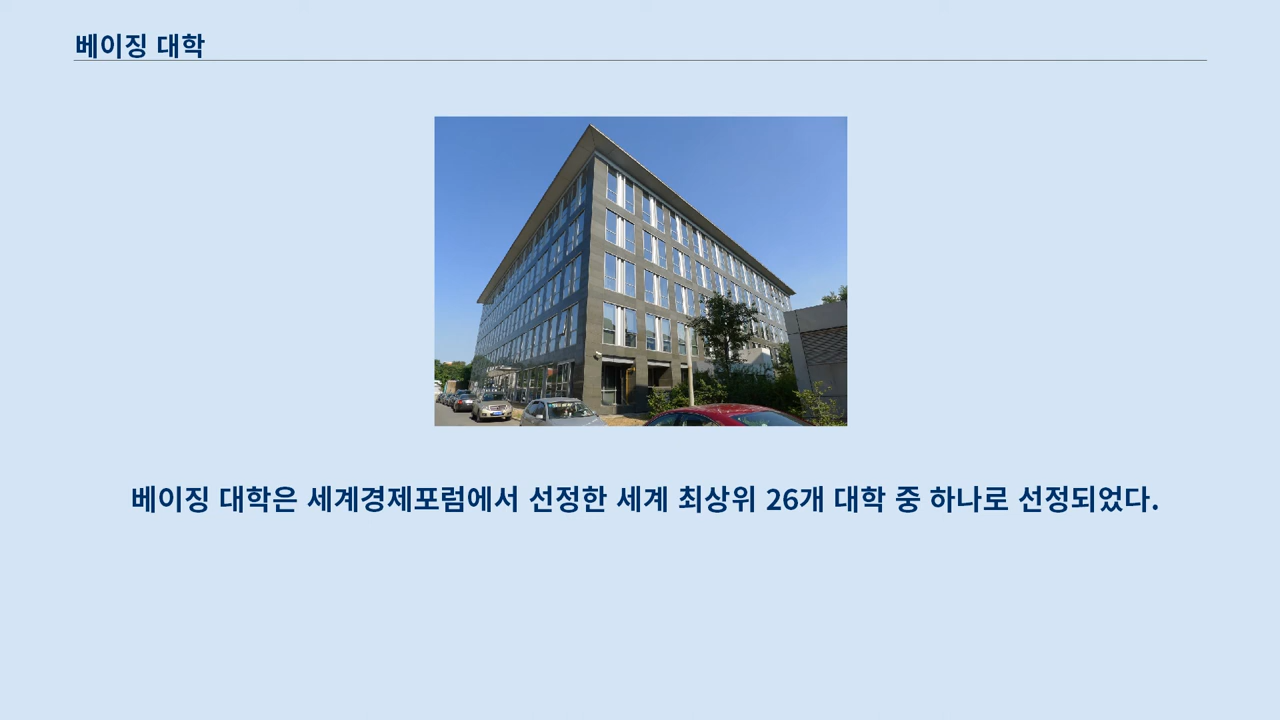 베이징 대학
베이징 대학은 세계경제포럼에서 선정한 세계 최상위 26개 대학 중 하나로 선정되었다.